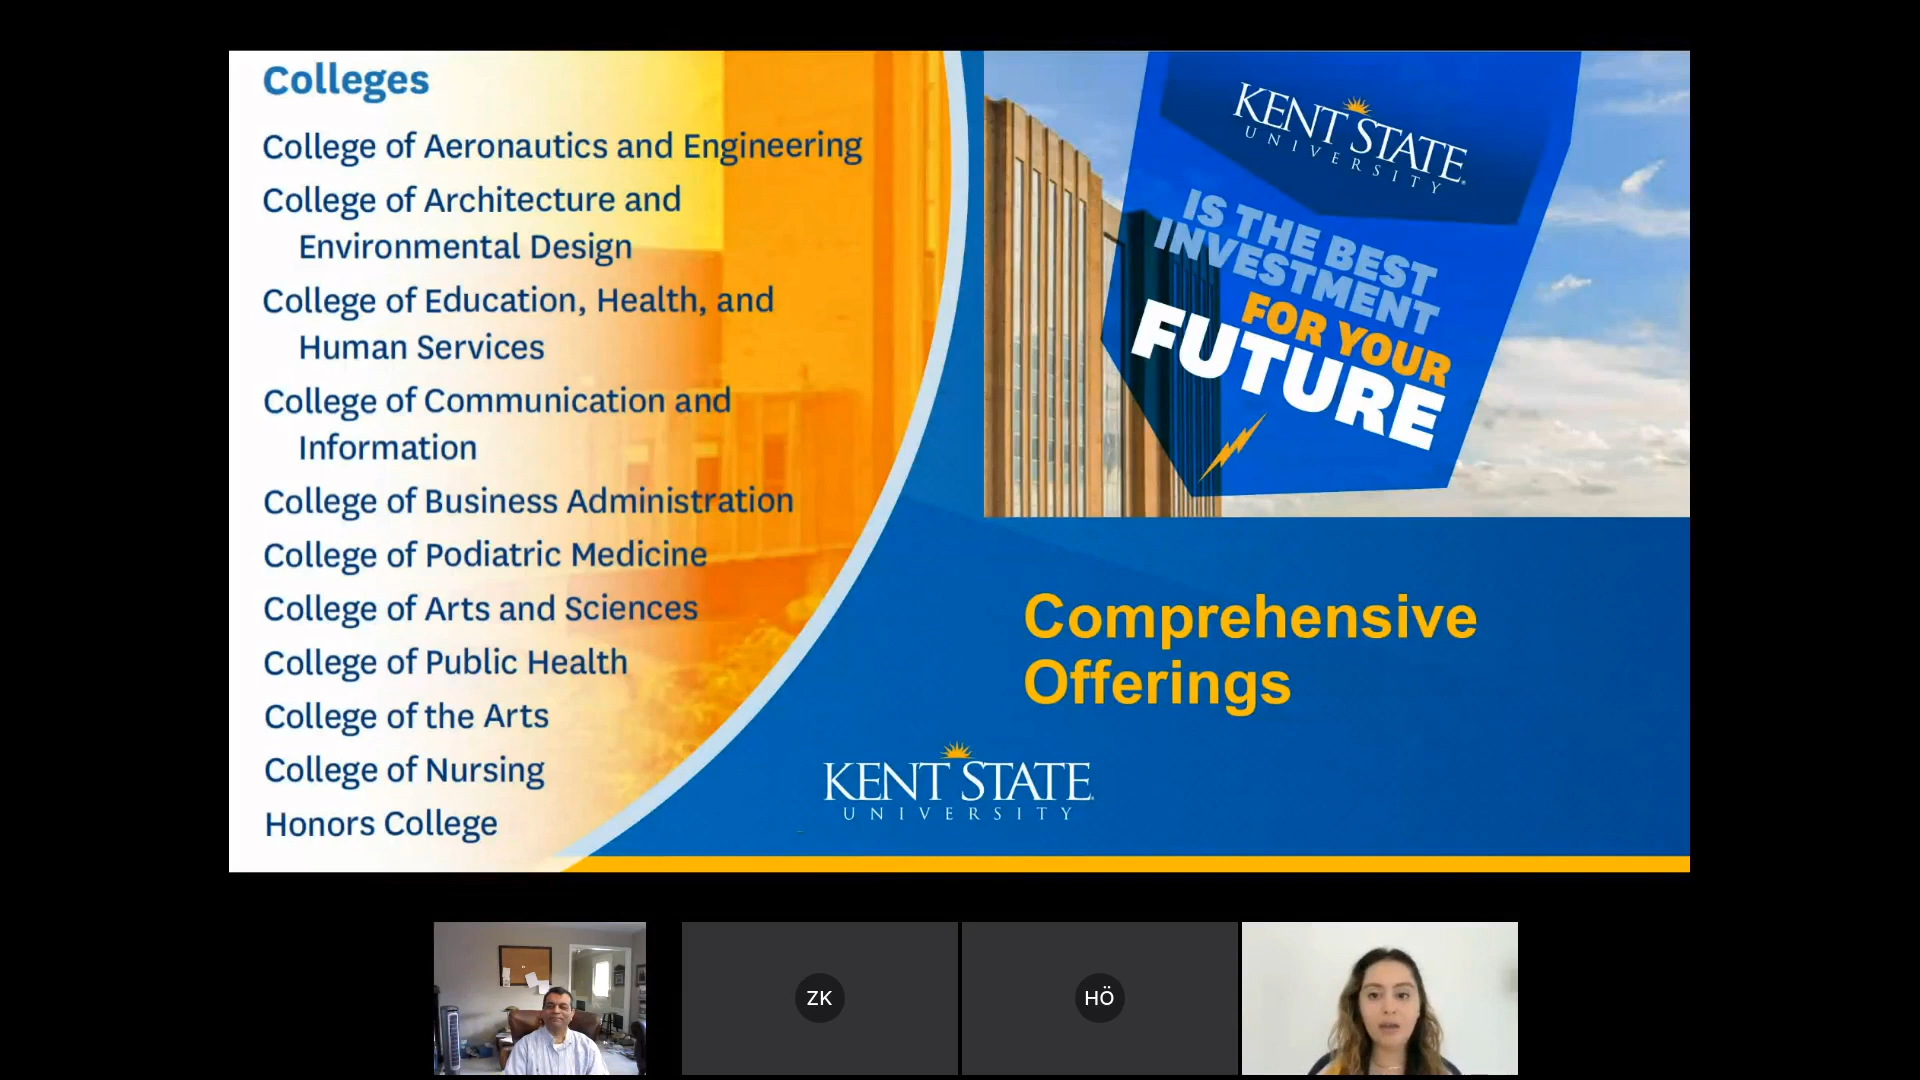 Colleges
College of Aeronautics and Engineering
College of Architecture and
Environmental Design
College of Education, Health, and
Human Services
College of Communication and
Information
College of Business Administration
College of Podiatric Medicine
College of Arts and Sciences
College of Public Health
College of the Arts
College of Nursing
Honors College
KENT STATE
UNIVERSITY
IS THE BEST
INVESTMENT
FOR YOUR
FUTURE
Comprehensive
Offerings
KENT STATE
UNIVERSITY
ZK
HÖ